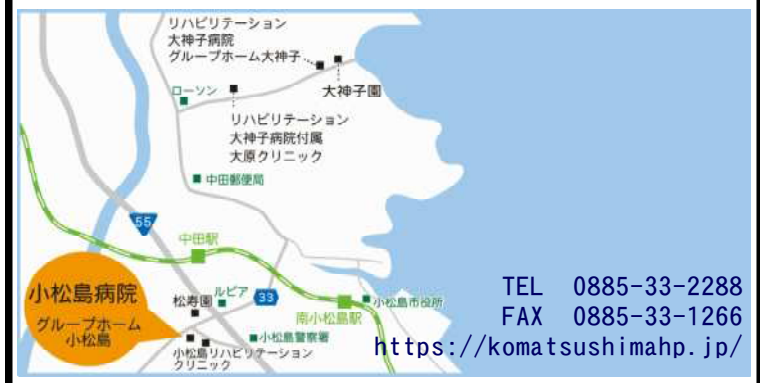 リハビリテーション
大神子病院
グループホーム大神子
大神子園
ローソン
リハビリテーション
大神子病院付属
大原クリニック
中田郵便局
55
中田駅
小松島病院
グループホーム
小松島
松寿園
ルピア
33
南小松島駅
小松島市役所
小松島警察署
小松島リハビリテーション
クリニック
TEL 0885-33-2288
FAX 0885-33-1266
https://komatsushimahp.jp/